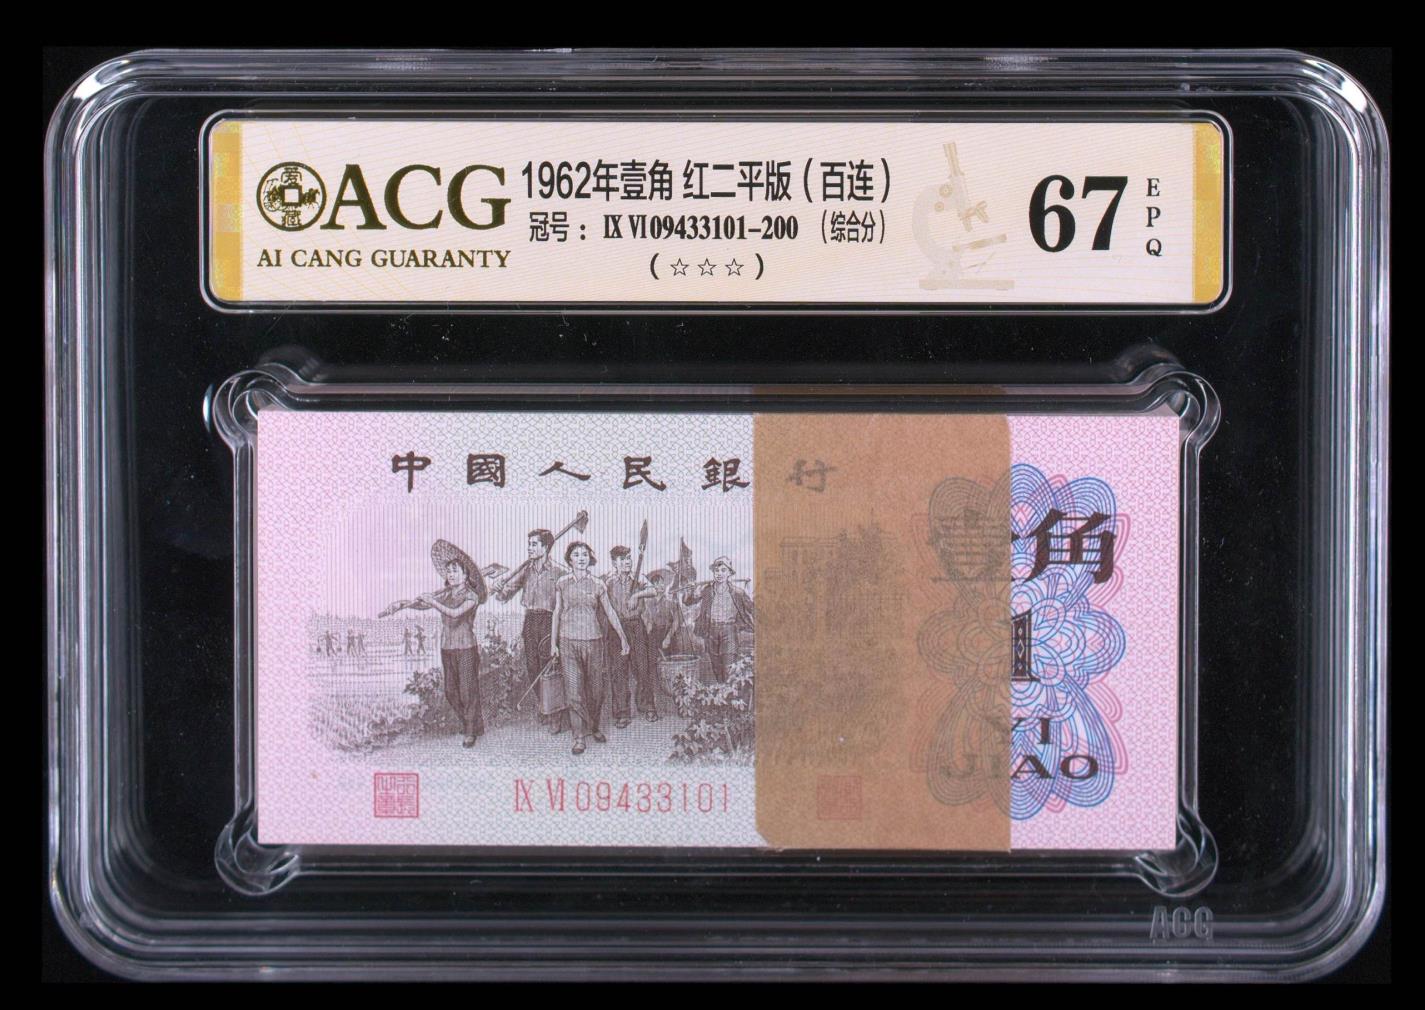 ACG
AI CANG GUARANTY
1962年壹角 红二平版（百连）
冠号：Ⅸ Ⅵ 09433101-200 （综合分）
（☆☆☆）
67
EPQ
中國人民銀行
壹角
1
YI
JIAO
Ⅸ Ⅵ 09433101
ACG